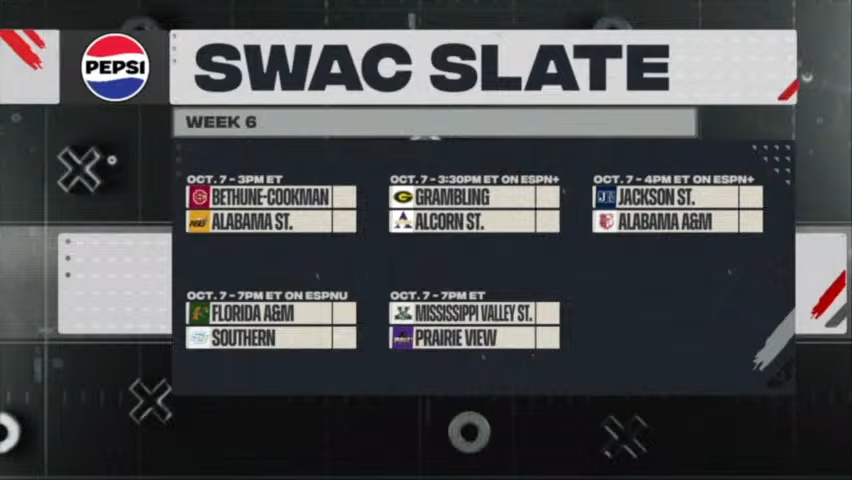 PEPSI
SWAC SLATE
WEEK 6
OCT. 7 - 3PM ET
BETHUNE-COOKMAN
ALABAMA ST.
OCT. 7 - 3:30PM ET ON ESPN+
GRAMBLING
ALCORN ST.
OCT. 7 - 4PM ET ON ESPN+
JACKSON ST.
ALABAMA A&M
OCT. 7 - 7PM ET ON ESPNU
FLORIDA A&M
SOUTHERN
OCT. 7 - 7PM ET
MISSISSIPPI VALLEY ST.
PRAIRIE VIEW